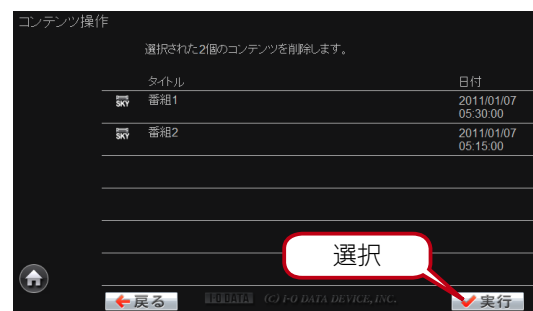 コンテンツ操作
選択された2個のコンテンツを削除します。
タイトル 日付
SKY 番組1 2011/01/07
05:30:00
SKY 番組2 2011/01/07
05:15:00
選択
戻る I-O DATA (C) I-O DATA DEVICE, INC. 実行